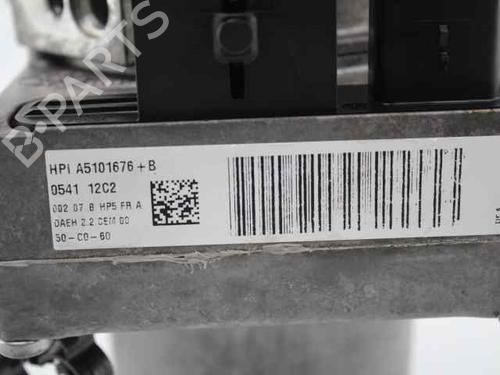 HPI A5101676+B
0541 12C2
002 07 B HP5 FR A
DAEH 2.2 CEM 00
50-C0-60
B-PARTS